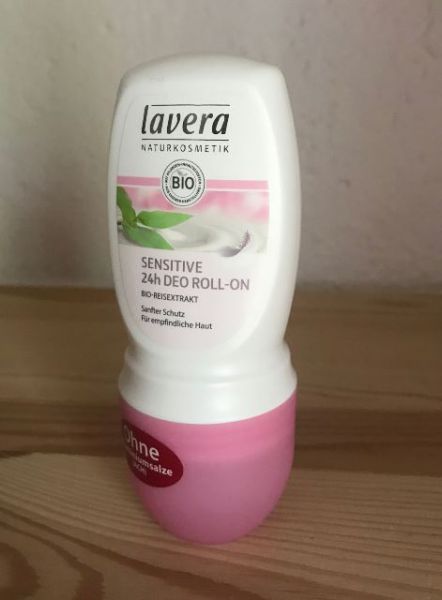 lavera
NATURKOSMETIK
BIO
SENSITIVE
24h DEO ROLL-ON
BIO-REISEXTRAKT
Sanfter Schutz
Für empfindliche Haut
Ohne